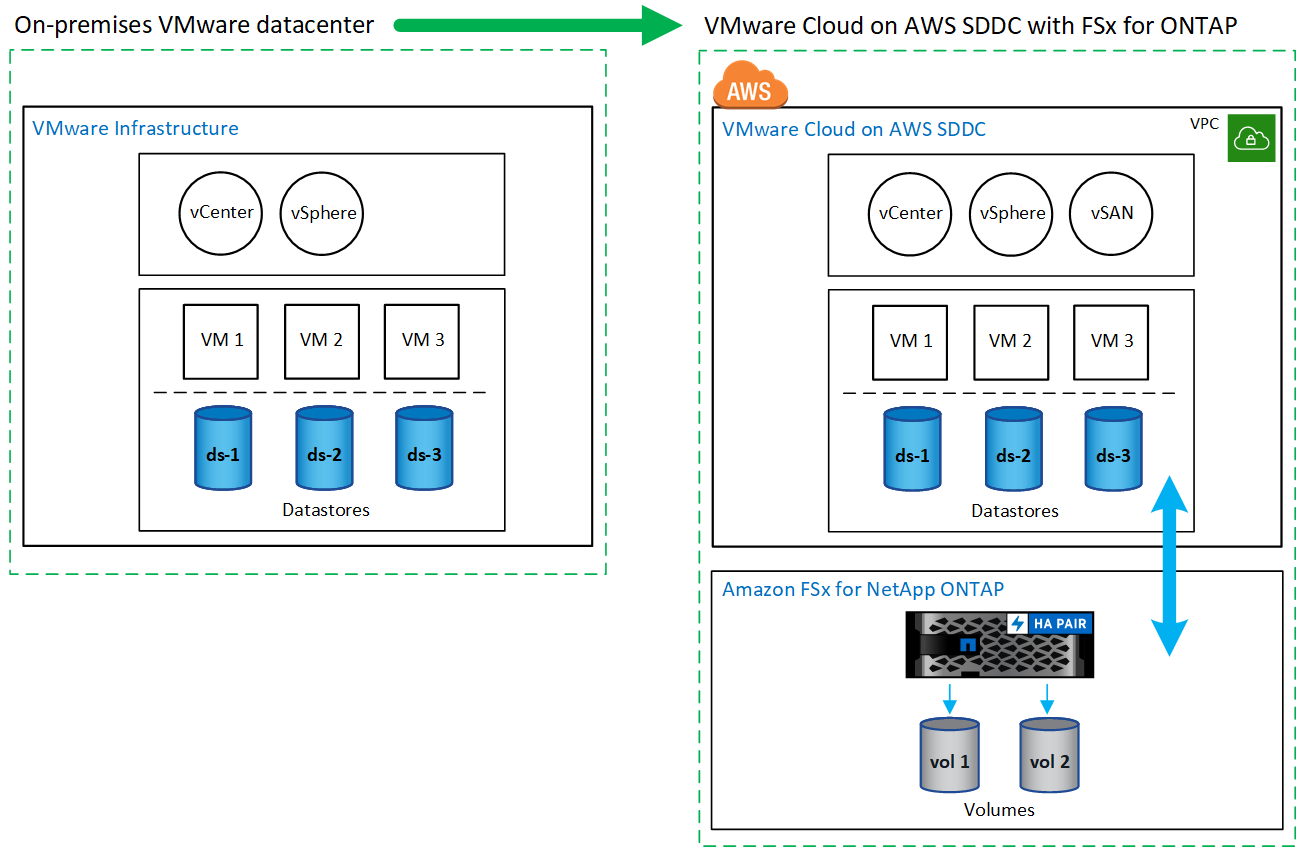 On-premises VMware datacenter
VMware Cloud on AWS SDDC with FSx for ONTAP
VMware Infrastructure
vCenter
vSphere
VM 1
VM 2
VM 3
ds-1
ds-2
ds-3
Datastores
AWS
VMware Cloud on AWS SDDC
VPC
vCenter
vSphere
vSAN
VM 1
VM 2
VM 3
ds-1
ds-2
ds-3
Datastores
Amazon FSx for NetApp ONTAP
HA PAIR
vol 1
vol 2
Volumes